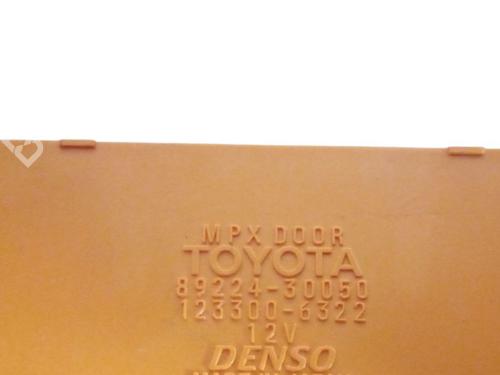 MPX DOOR
TOYOTA
89224-30050
123300-6322
12V
DENSO